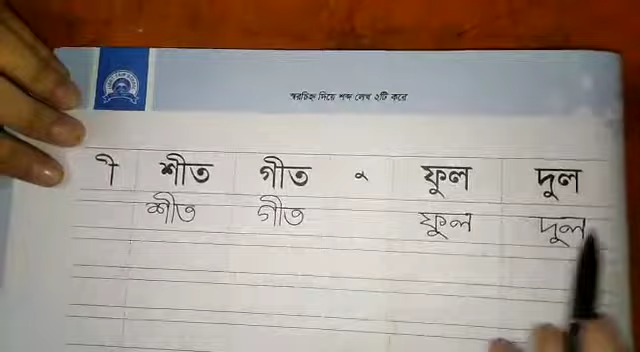 স্বরচিহ্ন দিয়ে শব্দ লেখ ২টি করে
ী শীত গীত ু ফুল দুল
শীত গীত ফুল দুল